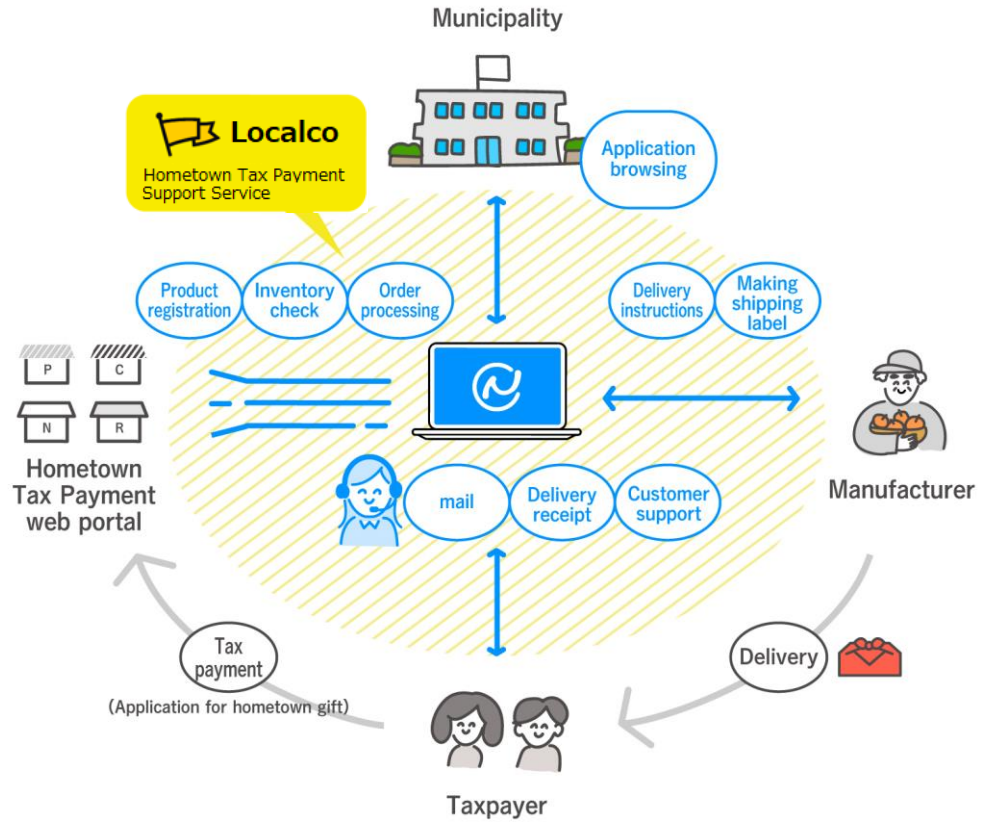 Municipality
Localco
Hometown Tax Payment
Support Service
Application
browsing
Product
registration
Inventory
check
Order
processing
Delivery
instructions
Making
shipping
label
P
C
N
R
Hometown
Tax Payment
web portal
Manufacturer
mail
Delivery
receipt
Customer
support
Tax
payment
(Application for hometown gift)
Delivery
Taxpayer